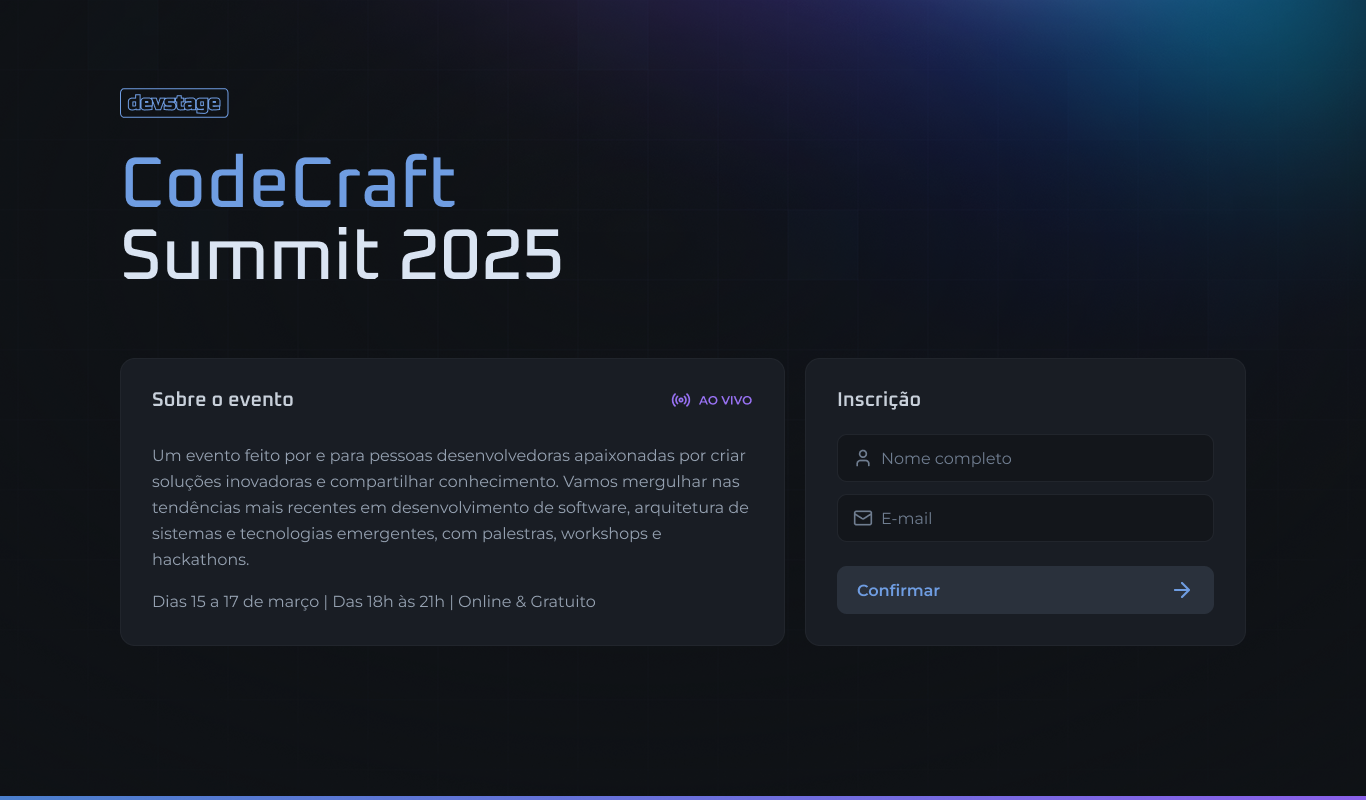 devstage
CodeCraft
Summit 2025
Sobre o evento
AO VIVO
Um evento feito por e para pessoas desenvolvedoras apaixonadas por criar
soluções inovadoras e compartilhar conhecimento. Vamos mergulhar nas
tendências mais recentes em desenvolvimento de software, arquitetura de
sistemas e tecnologias emergentes, com palestras, workshops e
hackathons.
Dias 15 a 17 de março | Das 18h às 21h | Online & Gratuito
Inscrição
Nome completo
E-mail
Confirmar